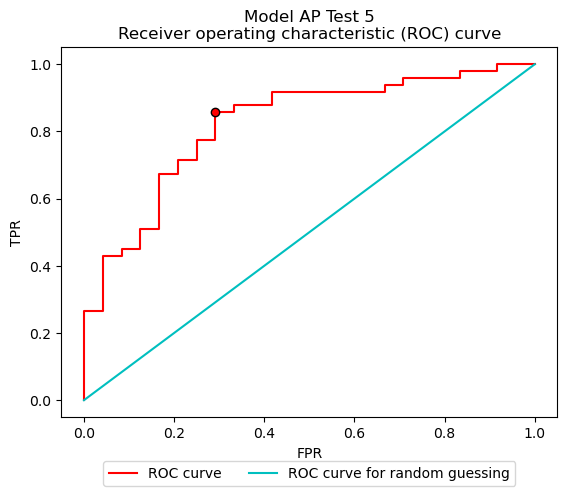 Model AP Test 5
Receiver operating characteristic (ROC) curve
1.0
0.8
0.6
0.4
0.2
0.0
TPR
0.0 0.2 0.4 0.6 0.8 1.0
FPR
ROC curve ROC curve for random guessing